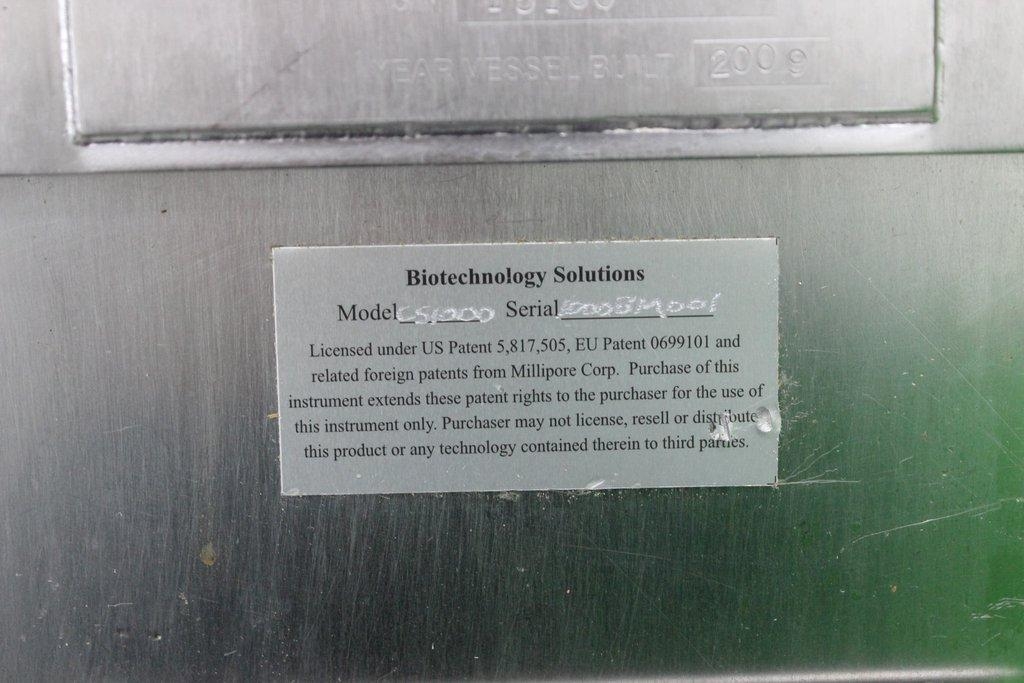 YEAR VESSEL BUILT 2009
Biotechnology Solutions
Model CS1000 Serial
Licensed under US Patent 5,817,505, EU Patent 0699101 and
related foreign patents from Millipore Corp. Purchase of this
instrument extends these patent rights to the purchaser for the use of
this instrument only. Purchaser may not license, resell or distribute
this product or any technology contained therein to third parties.